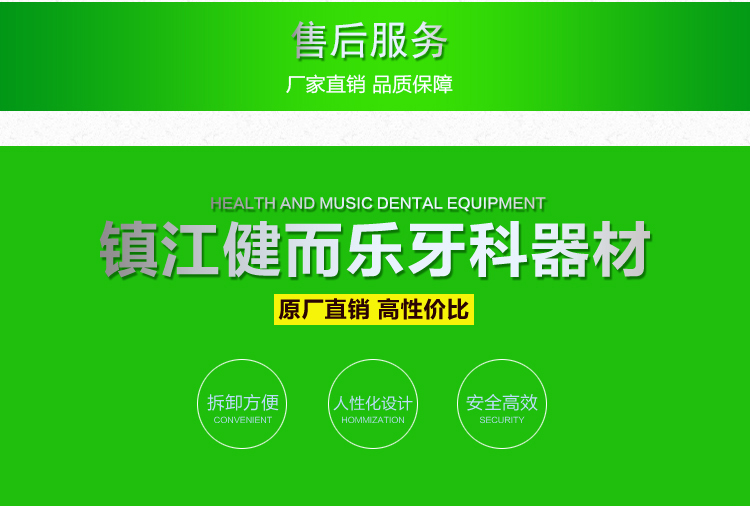 售后服务
厂家直销 品质保障
HEALTH AND MUSIC DENTAL EQUIPMENT
镇江健而乐牙科器材
原厂直销 高性价比
拆卸方便 人性化设计 安全高效
CONVENIENT HOMMIZATION SECURITY